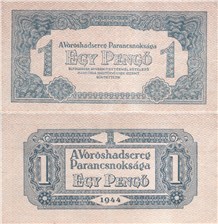 1
A Vöröshadsereg Parancsnoksága
EGY PENGŐ
1
1
A Vöröshadsereg
Parancsnoksága
EGY PENGŐ
1
1944